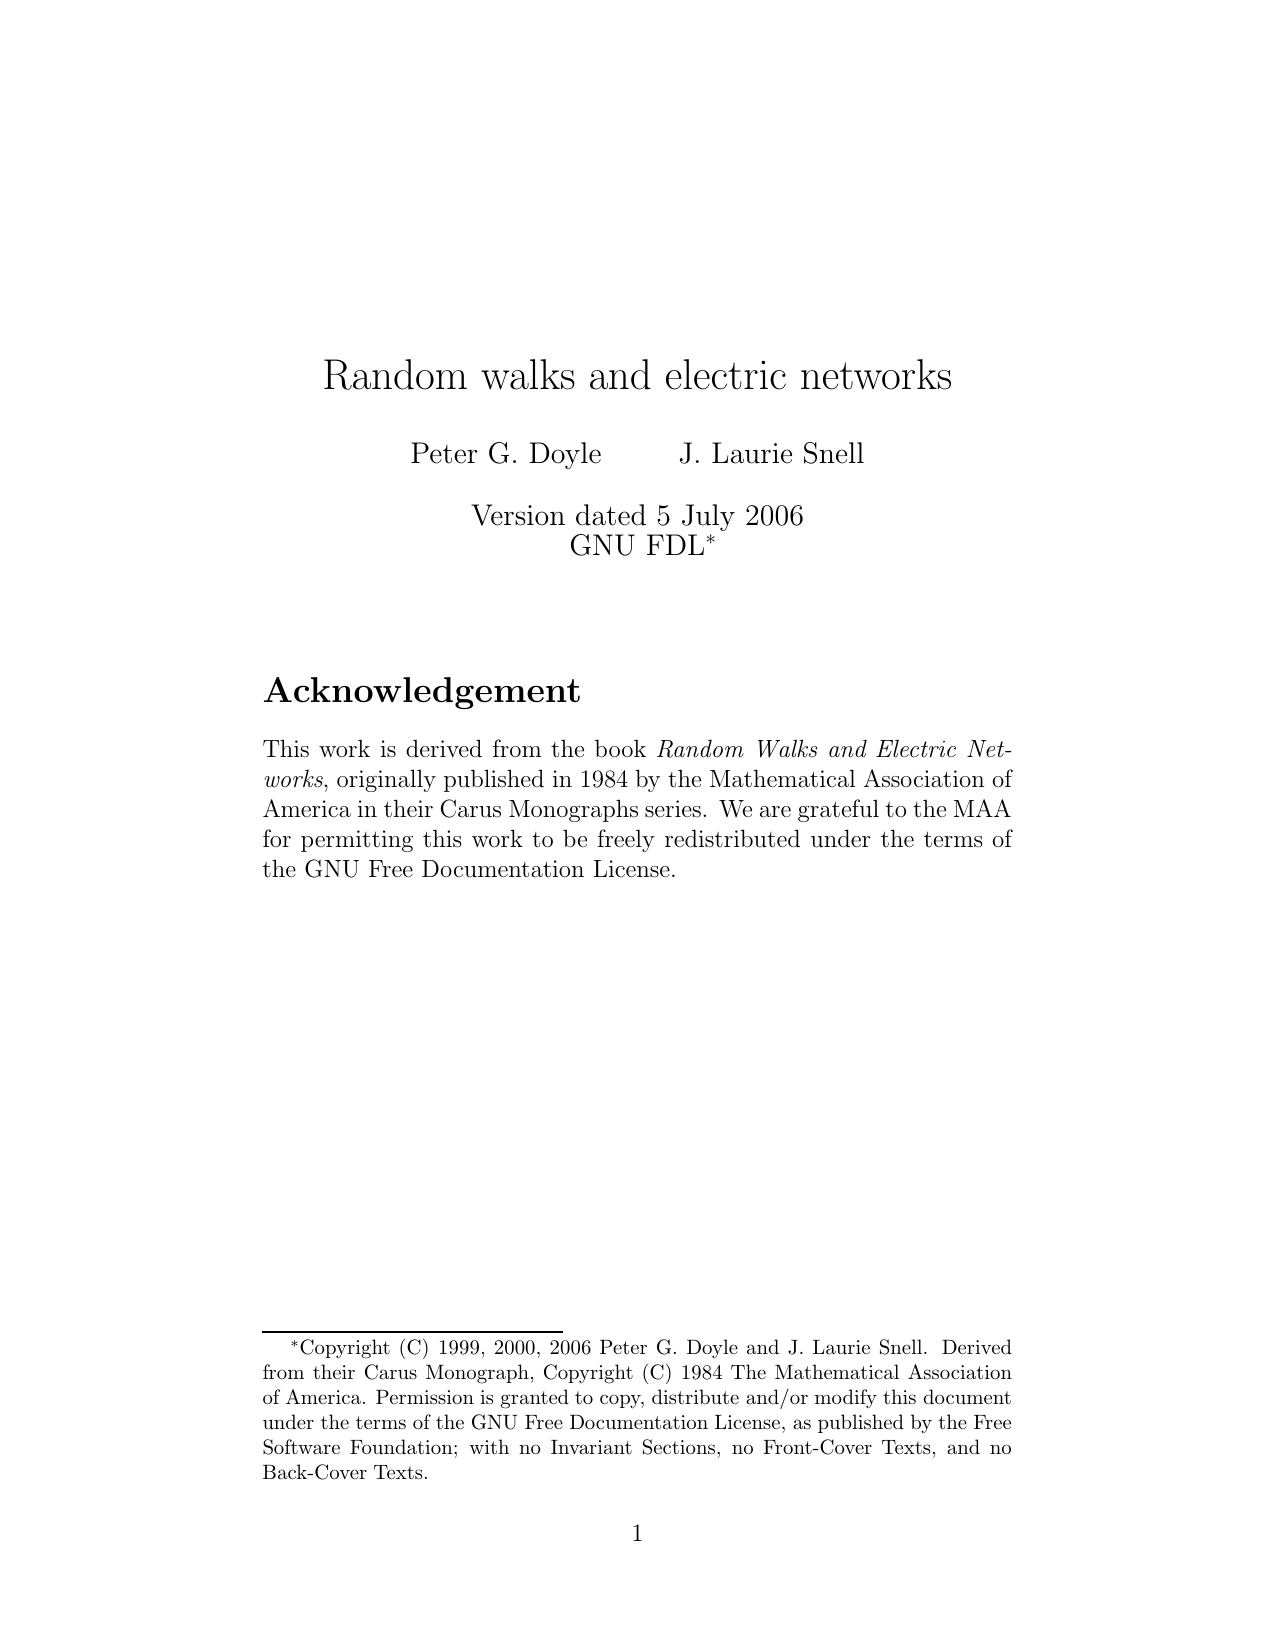 Random walks and electric networks
Peter G. Doyle J. Laurie Snell
Version dated 5 July 2006
GNU FDL*
Acknowledgement
This work is derived from the book Random Walks and Electric Net-
works, originally published in 1984 by the Mathematical Association of
America in their Carus Monographs series. We are grateful to the MAA
for permitting this work to be freely redistributed under the terms of
the GNU Free Documentation License.
*Copyright (C) 1999, 2000, 2006 Peter G. Doyle and J. Laurie Snell. Derived
from their Carus Monograph, Copyright (C) 1984 The Mathematical Association
of America. Permission is granted to copy, distribute and/or modify this document
under the terms of the GNU Free Documentation License, as published by the Free
Software Foundation; with no Invariant Sections, no Front-Cover Texts, and no
Back-Cover Texts.
1